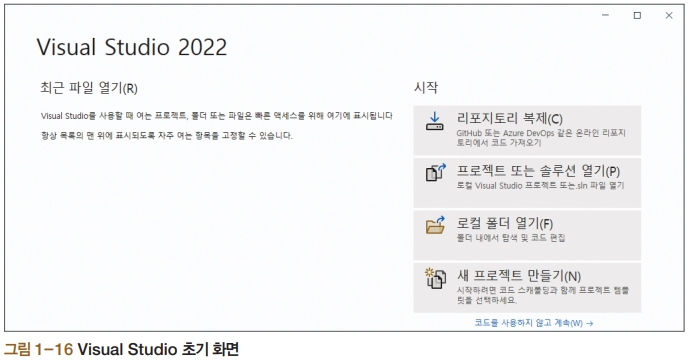 Visual Studio 2022
최근 파일 열기(R)
Visual Studio를 사용할 때 여는 프로젝트, 폴더 또는 파일은 빠른 액세스를 위해 여기에 표시됩니다
항상 목록의 맨 위에 표시되도록 자주 여는 항목을 고정할 수 있습니다.
시작
리포지토리 복제(C)
GitHub 또는 Azure DevOps 같은 온라인 리포지
토리에서 코드 가져오기
프로젝트 또는 솔루션 열기(P)
로컬 Visual Studio 프로젝트 또는.sln 파일 열기
로컬 폴더 열기(F)
폴더 내에서 탐색 및 코드 편집
새 프로젝트 만들기(N)
시작하려면 코드 스캐폴딩과 함께 프로젝트 템플
릿을 선택하세요.
코드를 사용하지 않고 계속(W) →
그림 1-16 Visual Studio 초기 화면